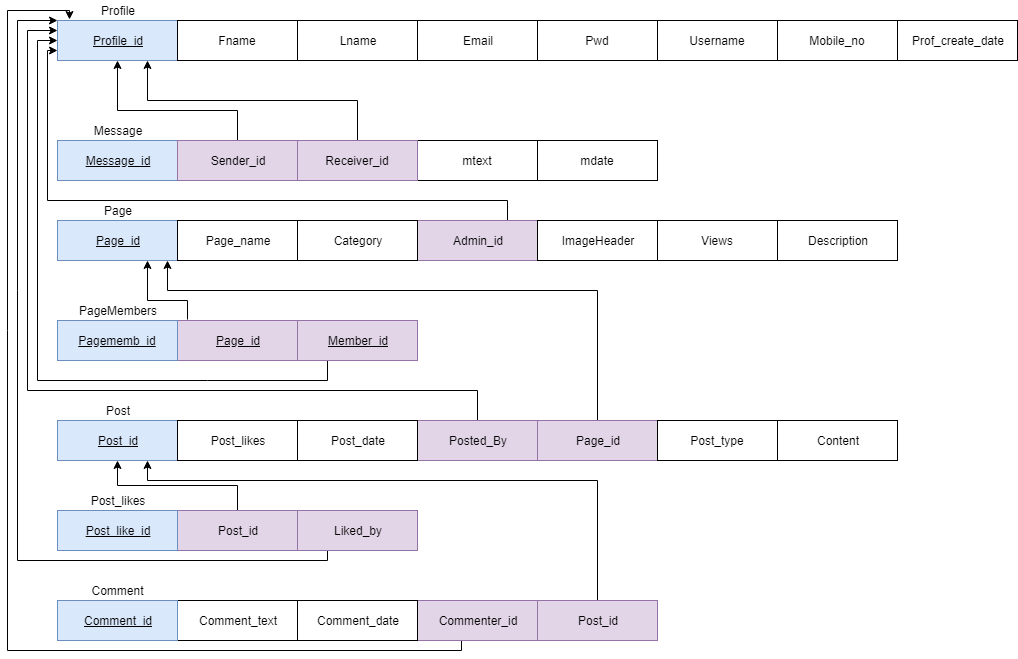 Profile
Profile_id Fname Lname Email Pwd Username Mobile_no Prof_create_date
Message
Message_id Sender_id Receiver_id mtext mdate
Page
Page_id Page_name Category Admin_id ImageHeader Views Description
PageMembers
Pagememb_id Page_id Member_id
Post
Post_id Post_likes Post_date Posted_By Page_id Post_type Content
Post_likes
Post_like_id Post_id Liked_by
Comment
Comment_id Comment_text Comment_date Commenter_id Post_id